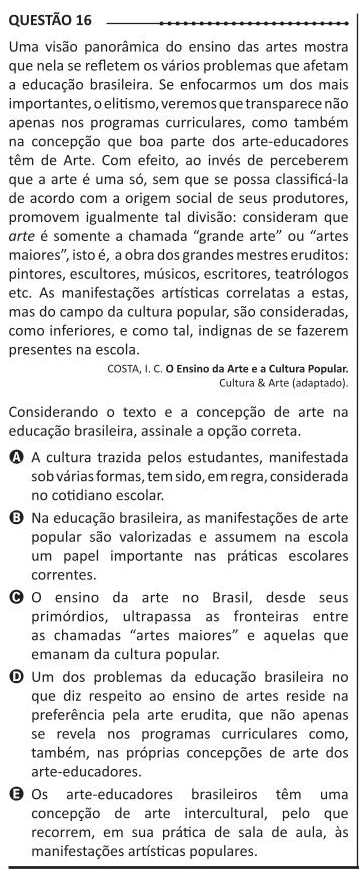 QUESTÃO 16
Uma visão panorâmica do ensino das artes mostra
que nela se refletem os vários problemas que afetam
a educação brasileira. Se enfocarmos um dos mais
importantes, o elitismo, veremos que transparece não
apenas nos programas curriculares, como também
na concepção que boa parte dos arte-educadores
têm de Arte. Com efeito, ao invés de perceberem
que a arte é uma só, sem que se possa classificá-la
de acordo com a origem social de seus produtores,
promovem igualmente tal divisão: consideram que
arte é somente a chamada “grande arte” ou “artes
maiores”, isto é, a obra dos grandes mestres eruditos:
pintores, escultores, músicos, escritores, teatrólogos
etc. As manifestações artísticas correlatas a estas,
mas do campo da cultura popular, são consideradas,
como inferiores, e como tal, indignas de se fazerem
presentes na escola.
COSTA, I. C. O Ensino da Arte e a Cultura Popular.
Cultura & Arte (adaptado).
Considerando o texto e a concepção de arte na
educação brasileira, assinale a opção correta.
A A cultura trazida pelos estudantes, manifestada
sob várias formas, tem sido, em regra, considerada
no cotidiano escolar.
B Na educação brasileira, as manifestações de arte
popular são valorizadas e assumem na escola
um papel importante nas práticas escolares
correntes.
C O ensino da arte no Brasil, desde seus
primórdios, ultrapassa as fronteiras entre
as chamadas “artes maiores” e aquelas que
emanam da cultura popular.
D Um dos problemas da educação brasileira no
que diz respeito ao ensino de artes reside na
preferência pela arte erudita, que não apenas
se revela nos programas curriculares como,
também, nas próprias concepções de arte dos
arte-educadores.
E Os arte-educadores brasileiros têm uma
concepção de arte intercultural, pelo que
recorrem, em sua prática de sala de aula, às
manifestações artísticas populares.